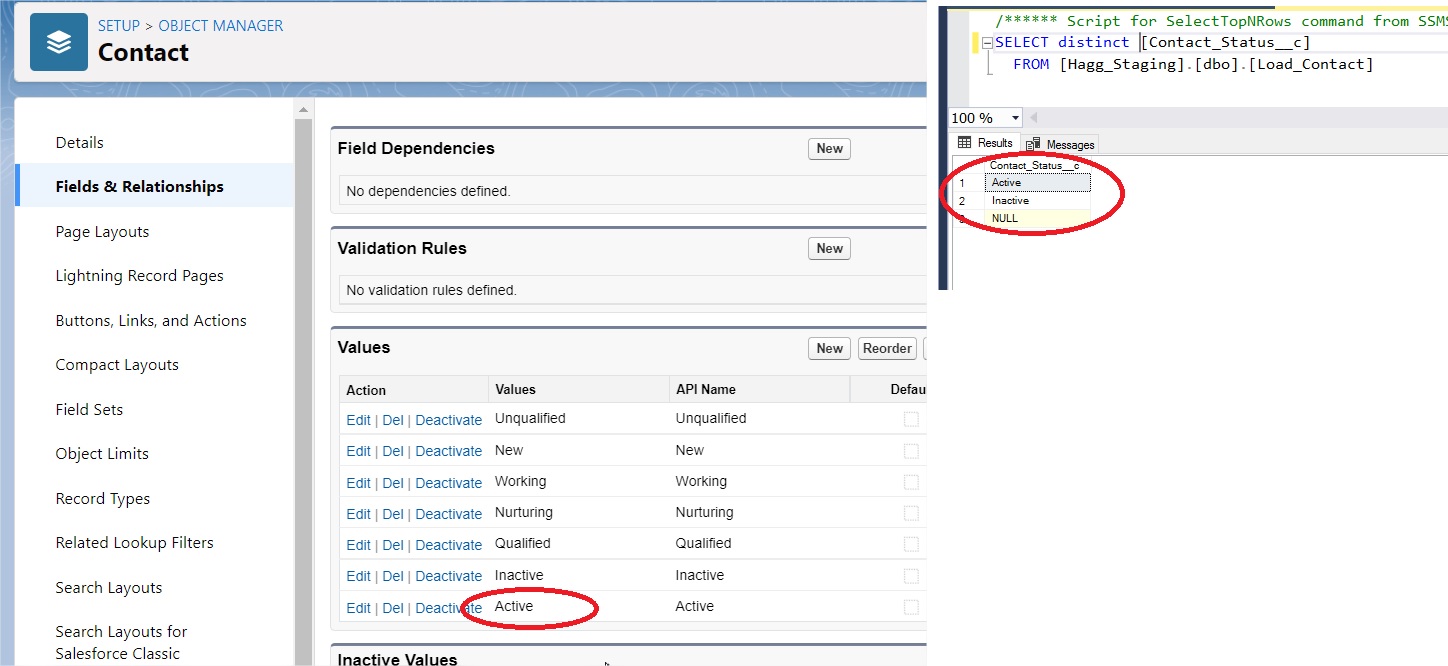 SETUP > OBJECT MANAGER
Contact
Details
Fields & Relationships
Page Layouts
Lightning Record Pages
Buttons, Links, and Actions
Compact Layouts
Field Sets
Object Limits
Record Types
Related Lookup Filters
Search Layouts
Search Layouts for
Salesforce Classic
Field Dependencies New
No dependencies defined.
Validation Rules New
No validation rules defined.
Values New Reorder
Action Values API Name Defau
Edit | Del | Deactivate Unqualified Unqualified
Edit | Del | Deactivate New New
Edit | Del | Deactivate Working Working
Edit | Del | Deactivate Nurturing Nurturing
Edit | Del | Deactivate Qualified Qualified
Edit | Del | Deactivate Inactive Inactive
Edit | Del | Deactivate Active Active
Inactive Values
/****** Script for SelectTopNRows command from SSMS
SELECT distinct [Contact_Status__c]
FROM [Hagg_Staging].[dbo].[Load_Contact]
100 %
Results Messages
Contact_Status__c
1 Active
2 Inactive
3 NULL